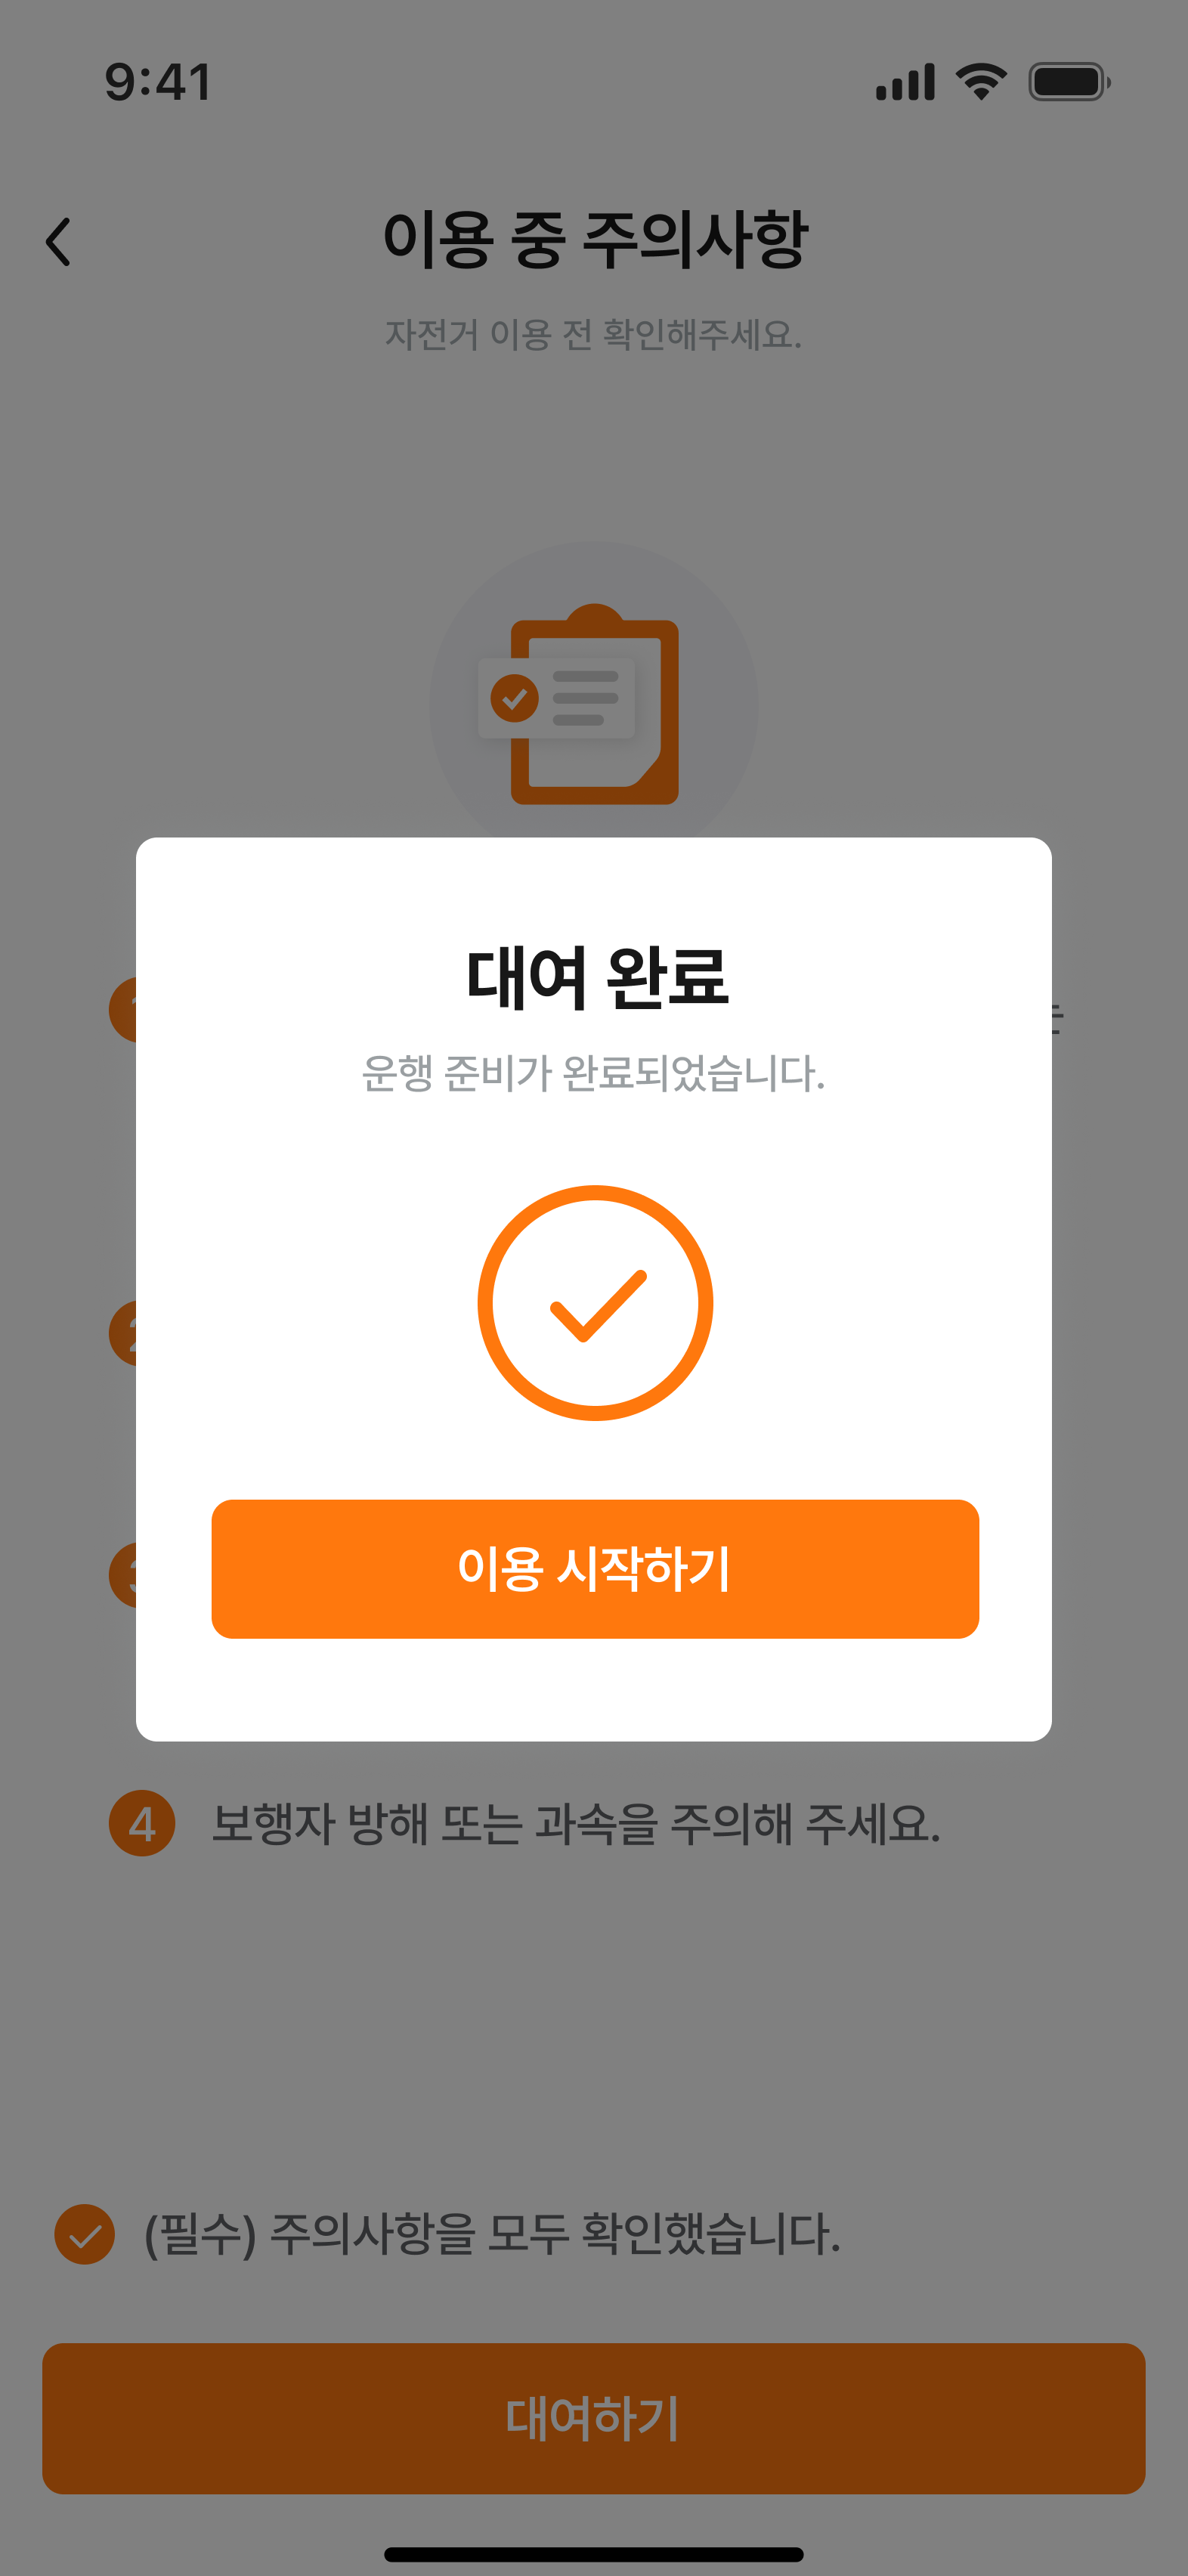 9:41
이용 중 주의사항
자전거 이용 전 확인해주세요.
대여 완료
운행 준비가 완료되었습니다.
이용 시작하기
4 보행자 방해 또는 과속을 주의해 주세요.
(필수) 주의사항을 모두 확인했습니다.
대여하기